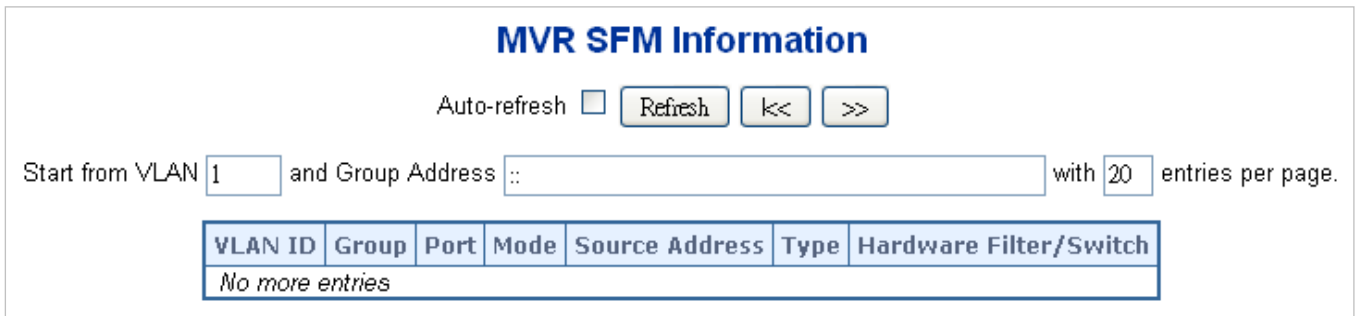 MVR SFM Information
Auto-refresh Refresh |<< >>
Start from VLAN 1 and Group Address :: with 20 entries per page.
VLAN ID Group Port Mode Source Address Type Hardware Filter/Switch
No more entries